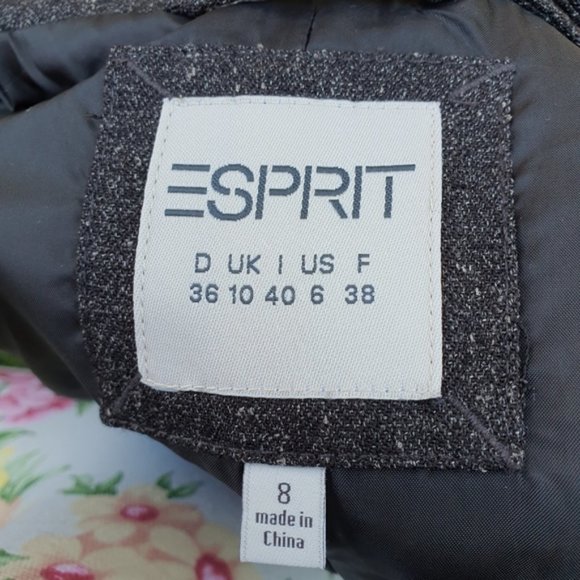 ESPRIT
D UK I US F
36 10 40 6 38
8
made in
China